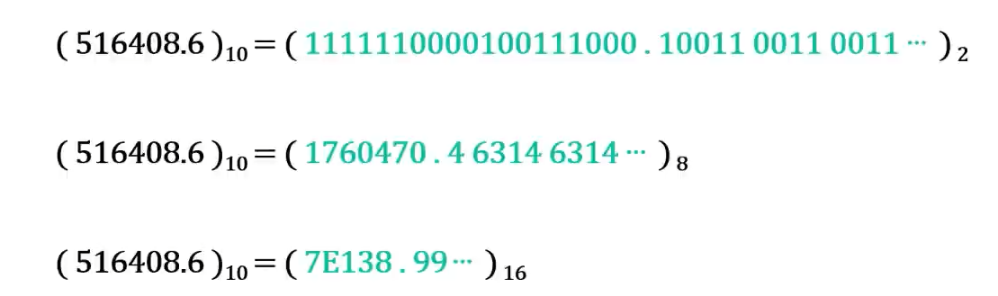 ( 516408.6 )₁₀ = ( 1111110000100111000 . 10011 0011 0011 ⋯ )₂
( 516408.6 )₁₀ = ( 1760470 . 4 6314 6314 ⋯ )₈
( 516408.6 )₁₀ = ( 7E138 . 99 ⋯ )₁₆